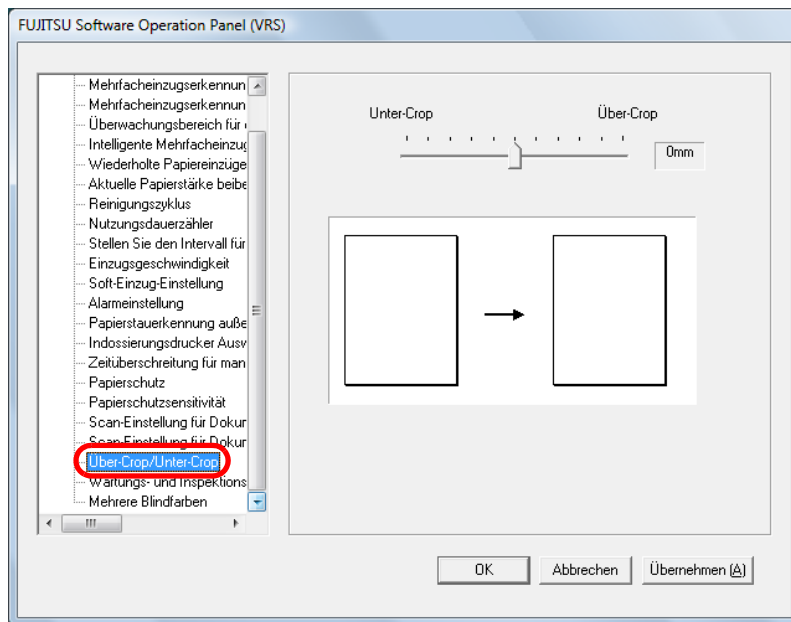 FUJITSU Software Operation Panel (VRS)
Mehrfacheinzugserkennun
Mehrfacheinzugserkennun
Überwachungsbereich für
Intelligente Mehrfacheinzug
Wiederholte Papiereinzüge
Aktuelle Papierstärke beibe
Reinigungszyklus
Nutzungsdauerzähler
Stellen Sie den Intervall für
Einzugsgeschwindigkeit
Soft-Einzug-Einstellung
Alarmeinstellung
Papierstauerkennung auße
Indossierungsdrucker Ausw
Zeitüberschreitung für man
Papierschutz
Papierschutzsensitivität
Scan-Einstellung für Dokur
Scan-Einstellung für Dokur
Über-Crop/Unter-Crop
Wartungs- und Inspektions
Mehrere Blindfarben
Unter-Crop Über-Crop
0mm
OK Abbrechen Übernehmen (A)